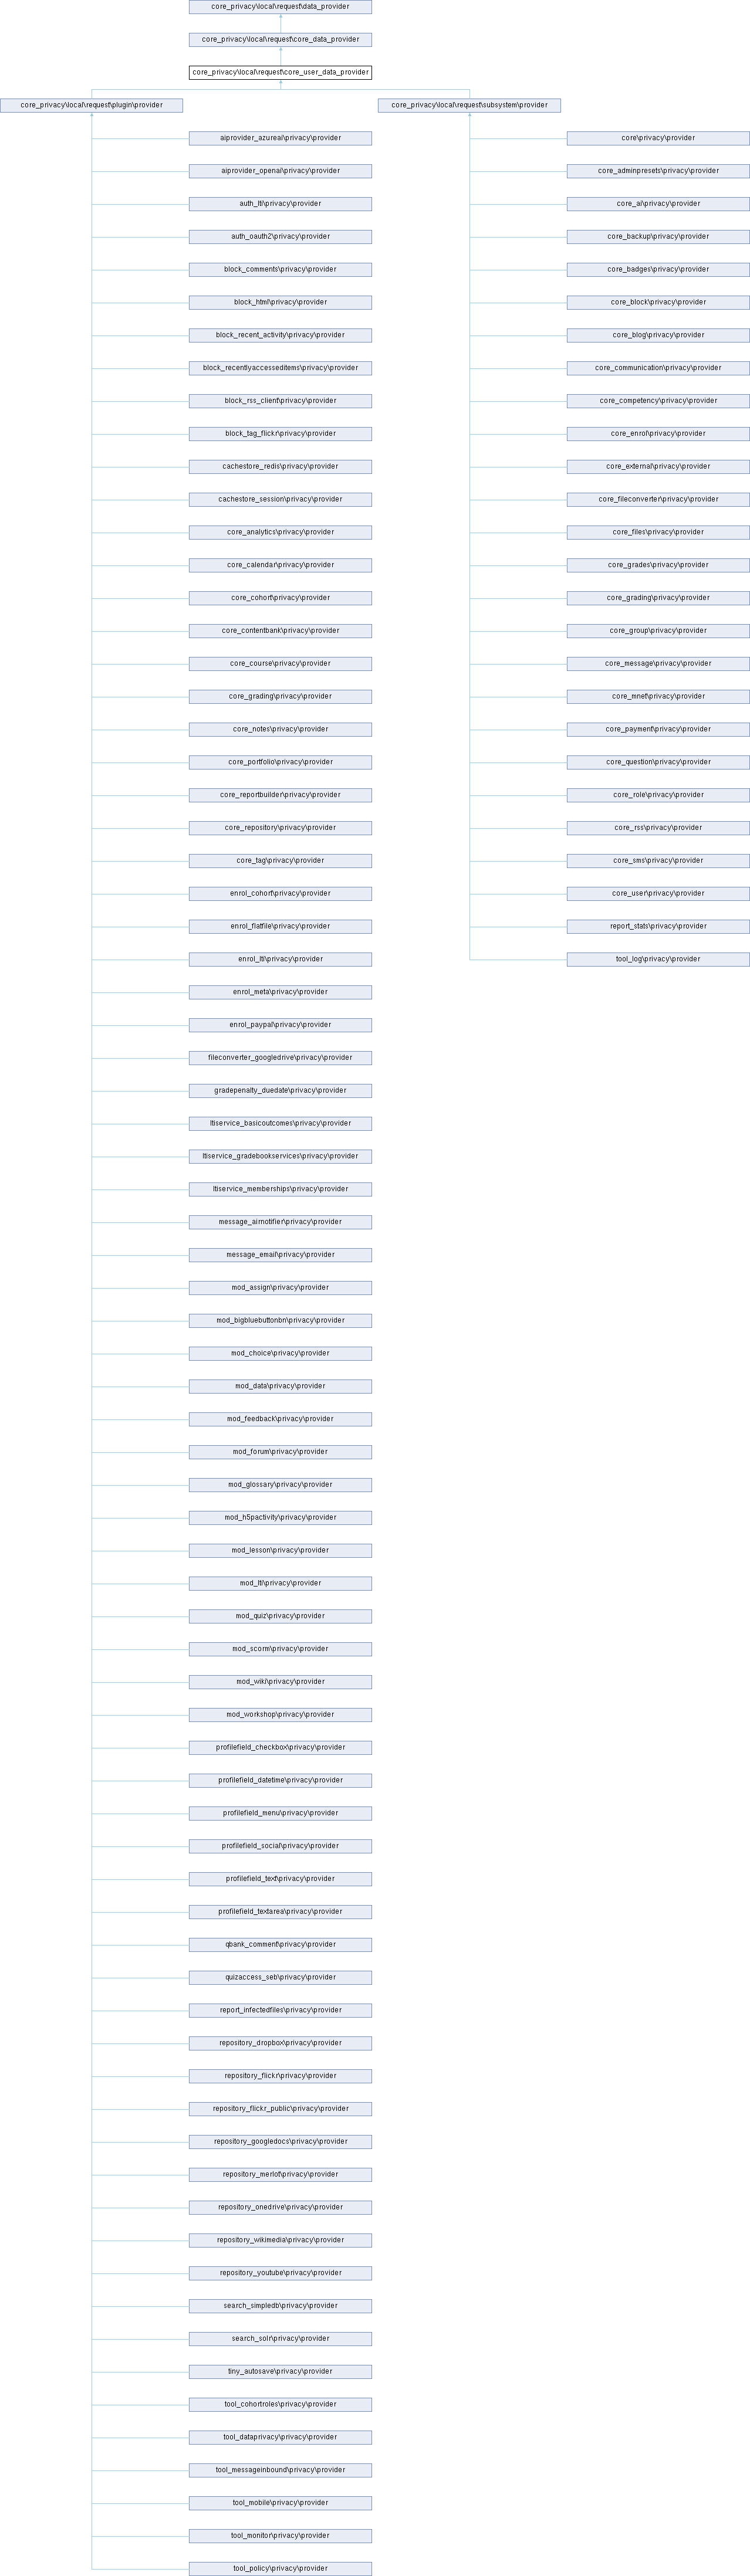 core_privacy\local\request\data_provider
core_privacy\local\request\core_data_provider
core_privacy\local\request\core_user_data_provider
core_privacy\local\request\plugin\provider
core_privacy\local\request\subsystem\provider
aiprovider_azureai\privacy\provider
aiprovider_openai\privacy\provider
auth_lti\privacy\provider
auth_oauth2\privacy\provider
block_comments\privacy\provider
block_html\privacy\provider
block_recent_activity\privacy\provider
block_recentlyaccesseditems\privacy\provider
block_rss_client\privacy\provider
block_tag_flickr\privacy\provider
cachestore_redis\privacy\provider
cachestore_session\privacy\provider
core_analytics\privacy\provider
core_calendar\privacy\provider
core_cohort\privacy\provider
core_contentbank\privacy\provider
core_course\privacy\provider
core_grading\privacy\provider
core_notes\privacy\provider
core_portfolio\privacy\provider
core_reportbuilder\privacy\provider
core_repository\privacy\provider
core_tag\privacy\provider
enrol_cohort\privacy\provider
enrol_flatfile\privacy\provider
enrol_lti\privacy\provider
enrol_meta\privacy\provider
enrol_paypal\privacy\provider
fileconverter_googledrive\privacy\provider
gradepenalty_duedate\privacy\provider
ltiservice_basicoutcomes\privacy\provider
ltiservice_gradebookservices\privacy\provider
ltiservice_memberships\privacy\provider
message_airnotifier\privacy\provider
message_email\privacy\provider
mod_assign\privacy\provider
mod_bigbluebuttonbn\privacy\provider
mod_choice\privacy\provider
mod_data\privacy\provider
mod_feedback\privacy\provider
mod_forum\privacy\provider
mod_glossary\privacy\provider
mod_h5pactivity\privacy\provider
mod_lesson\privacy\provider
mod_lti\privacy\provider
mod_quiz\privacy\provider
mod_scorm\privacy\provider
mod_wiki\privacy\provider
mod_workshop\privacy\provider
profilefield_checkbox\privacy\provider
profilefield_datetime\privacy\provider
profilefield_menu\privacy\provider
profilefield_social\privacy\provider
profilefield_text\privacy\provider
profilefield_textarea\privacy\provider
qbank_comment\privacy\provider
quizaccess_seb\privacy\provider
report_infectedfiles\privacy\provider
repository_dropbox\privacy\provider
repository_flickr\privacy\provider
repository_flickr_public\privacy\provider
repository_googledocs\privacy\provider
repository_merlot\privacy\provider
repository_onedrive\privacy\provider
repository_wikimedia\privacy\provider
repository_youtube\privacy\provider
search_simpledb\privacy\provider
search_solr\privacy\provider
tiny_autosave\privacy\provider
tool_cohortroles\privacy\provider
tool_dataprivacy\privacy\provider
tool_messageinbound\privacy\provider
tool_mobile\privacy\provider
tool_monitor\privacy\provider
tool_policy\privacy\provider
core\privacy\provider
core_adminpresets\privacy\provider
core_ai\privacy\provider
core_backup\privacy\provider
core_badges\privacy\provider
core_block\privacy\provider
core_blog\privacy\provider
core_communication\privacy\provider
core_competency\privacy\provider
core_enrol\privacy\provider
core_external\privacy\provider
core_fileconverter\privacy\provider
core_files\privacy\provider
core_grades\privacy\provider
core_grading\privacy\provider
core_group\privacy\provider
core_message\privacy\provider
core_mnet\privacy\provider
core_payment\privacy\provider
core_question\privacy\provider
core_role\privacy\provider
core_rss\privacy\provider
core_sms\privacy\provider
core_user\privacy\provider
report_stats\privacy\provider
tool_log\privacy\provider